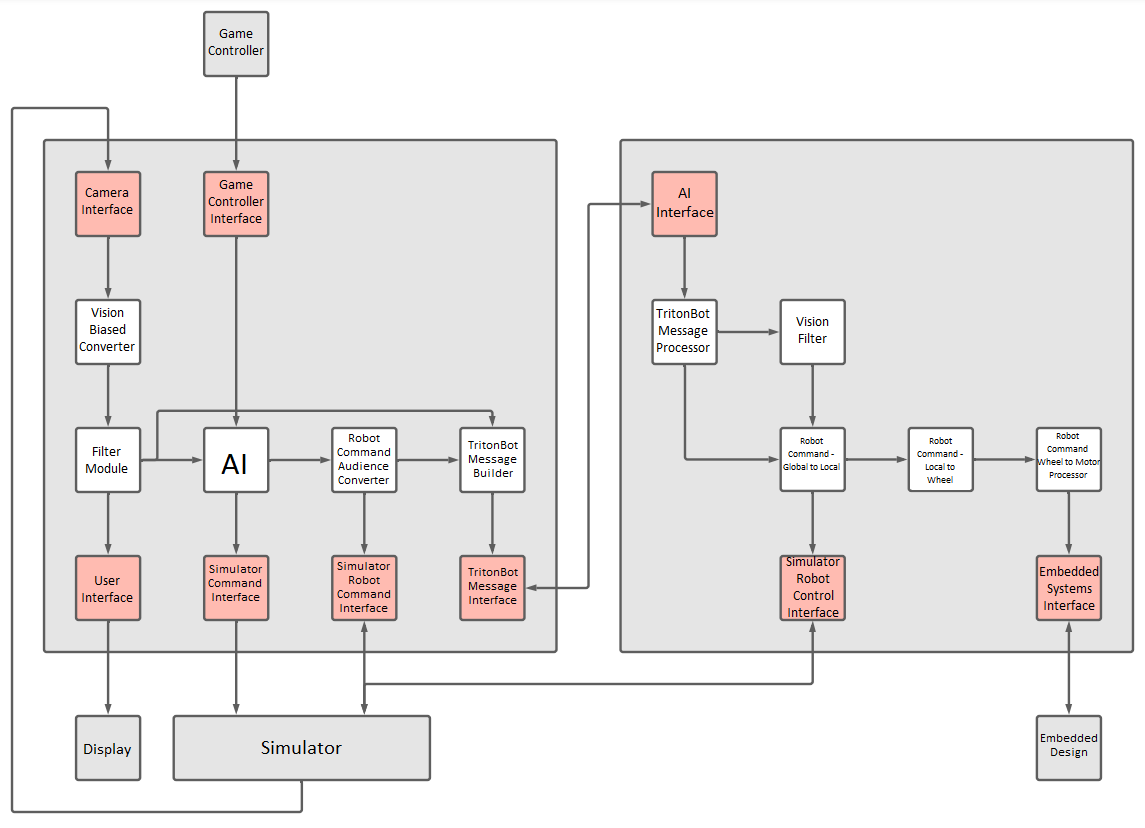 Game
Controller
Camera
Interface
Game
Controller
Interface
AI
Interface
Vision
Biased
Converter
TritonBot
Message
Processor
Vision
Filter
Filter
Module
AI
Robot
Command
Audience
Converter
TritonBot
Message
Builder
Robot
Command -
Global to Local
Robot
Command -
Local to
Wheel
Robot
Command
Wheel to Motor
Processor
User
Interface
Simulator
Command
Interface
Simulator
Robot
Command
Interface
TritonBot
Message
Interface
Simulator
Robot
Control
Interface
Embedded
Systems
Interface
Display
Simulator
Embedded
Design